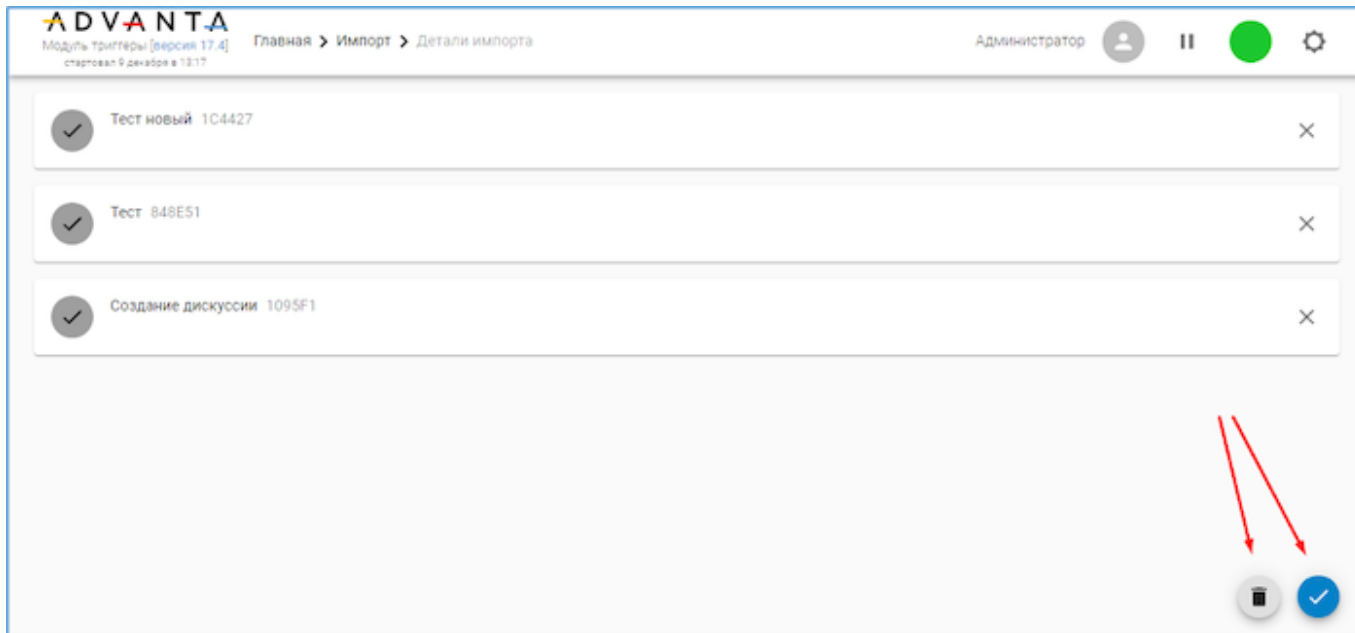 ADVANTA
Модуль триггеры [версия 17.4]
стартовал 9 декабря в 13:17
Главная > Импорт > Детали импорта
Администратор
Тест новый 1C4427
Тест 848E51
Создание дискуссии 1095F1